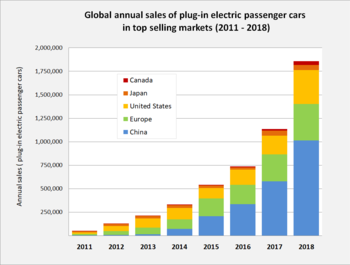 Global annual sales of plug-in electric passenger cars
in top selling markets (2011 - 2018)
Annual sales ( plug-in electric passenger cars)
2,000,000
1,750,000
1,500,000
1,250,000
1,000,000
750,000
500,000
250,000
Canada
Japan
United States
Europe
China
2011 2012 2013 2014 2015 2016 2017 2018